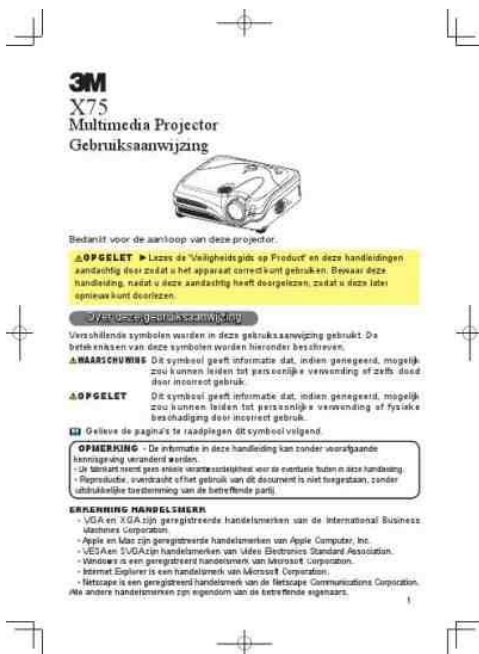 3M
X75
Multimedia Projector
Gebruiksaanwijzing
Bedankt voor de aankoop van deze projector.
⚠OPGELET ►Lezes de 'Veiligheidsgids op Product' en deze handleidingen
aandachtig door zodat u het apparaat correct kunt gebruiken. Bewaar deze
handleiding, nadat u deze aandachtig heeft doorgelezen, zodat u deze later
opnieuw kunt doorlezen.
Over deze gebruiksaanwijzing
Verschillende symbolen warden in deze gebruiksaanwijzing gebruikt. De
betekenissen van deze symbolen worden hieronder beschreven.
⚠WAARSCHUWING Dit symbool geeft informatie dat, indien genegeerd, mogelijk
zou kunnen leiden tot persoonlijke verwonding of zelfs dood
door incorrect gebruik.
⚠OPGELET Dit symbool geeft informatie dat, indien genegeerd, mogelijk
zou kunnen leiden tot persoonlijke verwonding of fysieke
beschadiging door incorrect gebruik.
Gelieve de pagina's te raadplegen dit symbool volgend.
OPMERKING - De informatie in deze handleiding kan zonder voorafgaande
kennisgeving veranderd worden.
- De fabrikant neemt geen enkele verantwoordelijkheid voor de eventuele fouten in deze handleiding.
- Reproductie, overdracht of het gebruik van dit document is niet toegestaan, zonder
uitdrukkelijke toestemming van de betreffende partij.
ERKENNING HANDELSMERK
- VGA en XGA zijn geregistreerde handelsmerken van de International Business
Machines Corporation.
- Apple en Mac zijn geregistreerde handelsmerken van Apple Computer, Inc.
- VESA en SVGA zijn handelsmerken van Video Electronics Standard Association.
- Windows is een geregistreerd handelsmerk van Microsoft Corporation.
- Internet Explorer is een handelsmerk van Microsoft Corporation.
- Netscape is een geregistreerd handelsmerk van de Netscape Communications Corporation.
Alle andere handelsmerken zijn eigendom van de betreffende eigenaars.
1